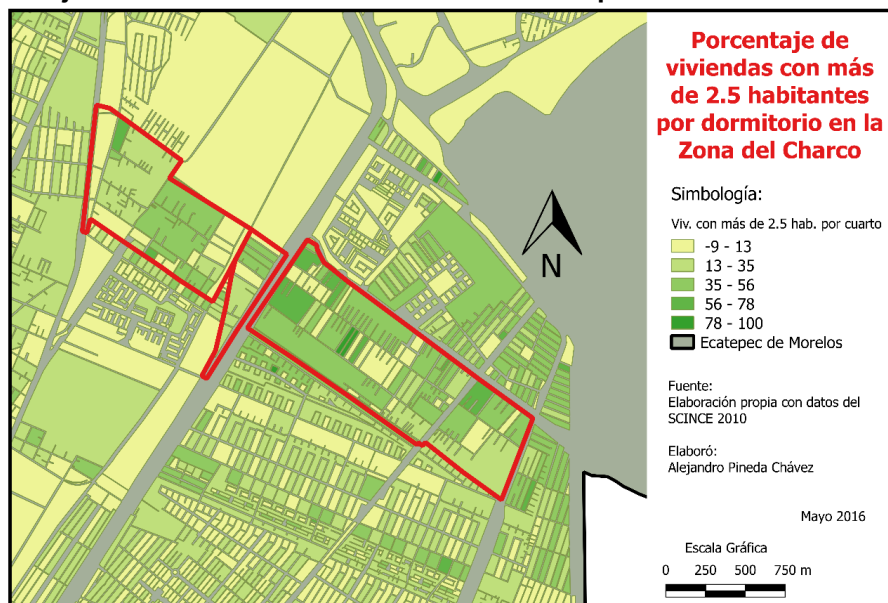 Porcentaje de
viviendas con más
de 2.5 habitantes
por dormitorio en la
Zona del Charco
Simbología:
Viv. con más de 2.5 hab. por cuarto
-9 - 13
13 - 35
35 - 56
56 - 78
78 - 100
Ecatepec de Morelos
N
Fuente:
Elaboración propia con datos del
SCINCE 2010
Elaboró:
Alejandro Pineda Chávez
Mayo 2016
Escala Gráfica
0 250 500 750 m